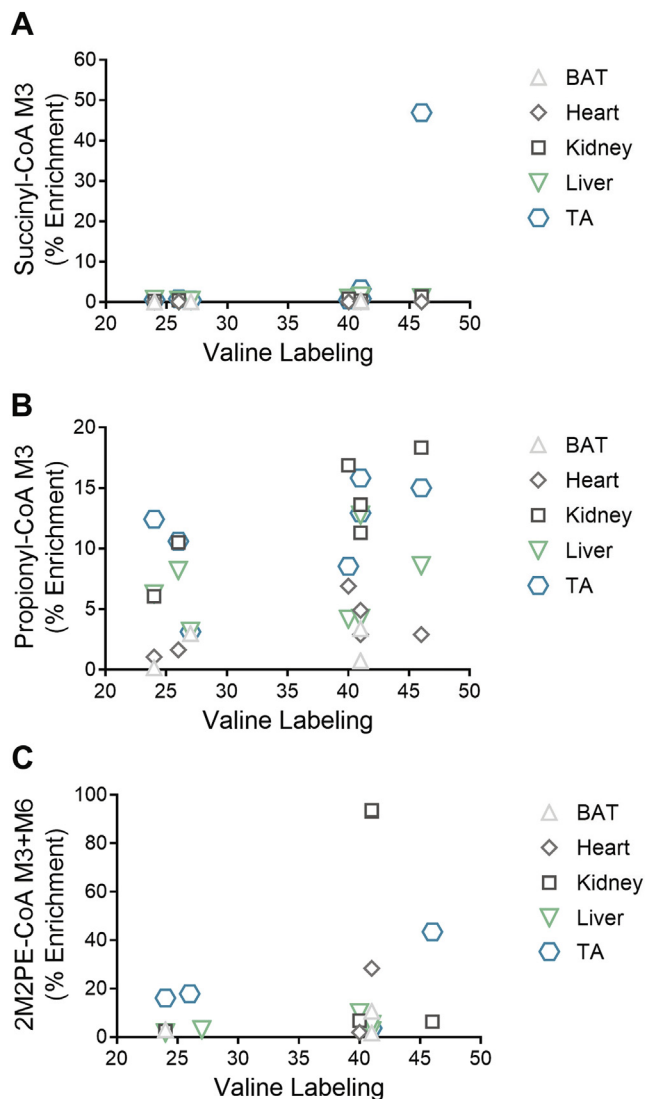 A
Succinyl-CoA M3
(% Enrichment)
60
50
40
30
20
10
0
20 25 30 35 40 45 50
Valine Labeling
BAT
Heart
Kidney
Liver
TA
B
Propionyl-CoA M3
(% Enrichment)
20
15
10
5
0
20 25 30 35 40 45 50
Valine Labeling
BAT
Heart
Kidney
Liver
TA
C
2M2PE-CoA M3+M6
(% Enrichment)
100
80
60
40
20
0
20 25 30 35 40 45 50
Valine Labeling
BAT
Heart
Kidney
Liver
TA